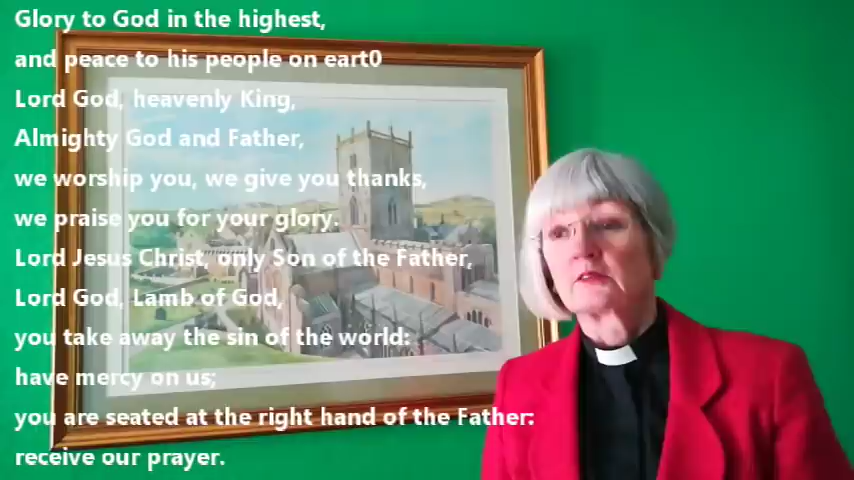 Glory to God in the highest,
and peace to his people on eart0
Lord God, heavenly King,
Almighty God and Father,
we worship you, we give you thanks,
we praise you for your glory.
Lord Jesus Christ, only Son of the Father,
Lord God, Lamb of God,
you take away the sin of the world:
have mercy on us;
you are seated at the right hand of the Father:
receive our prayer.